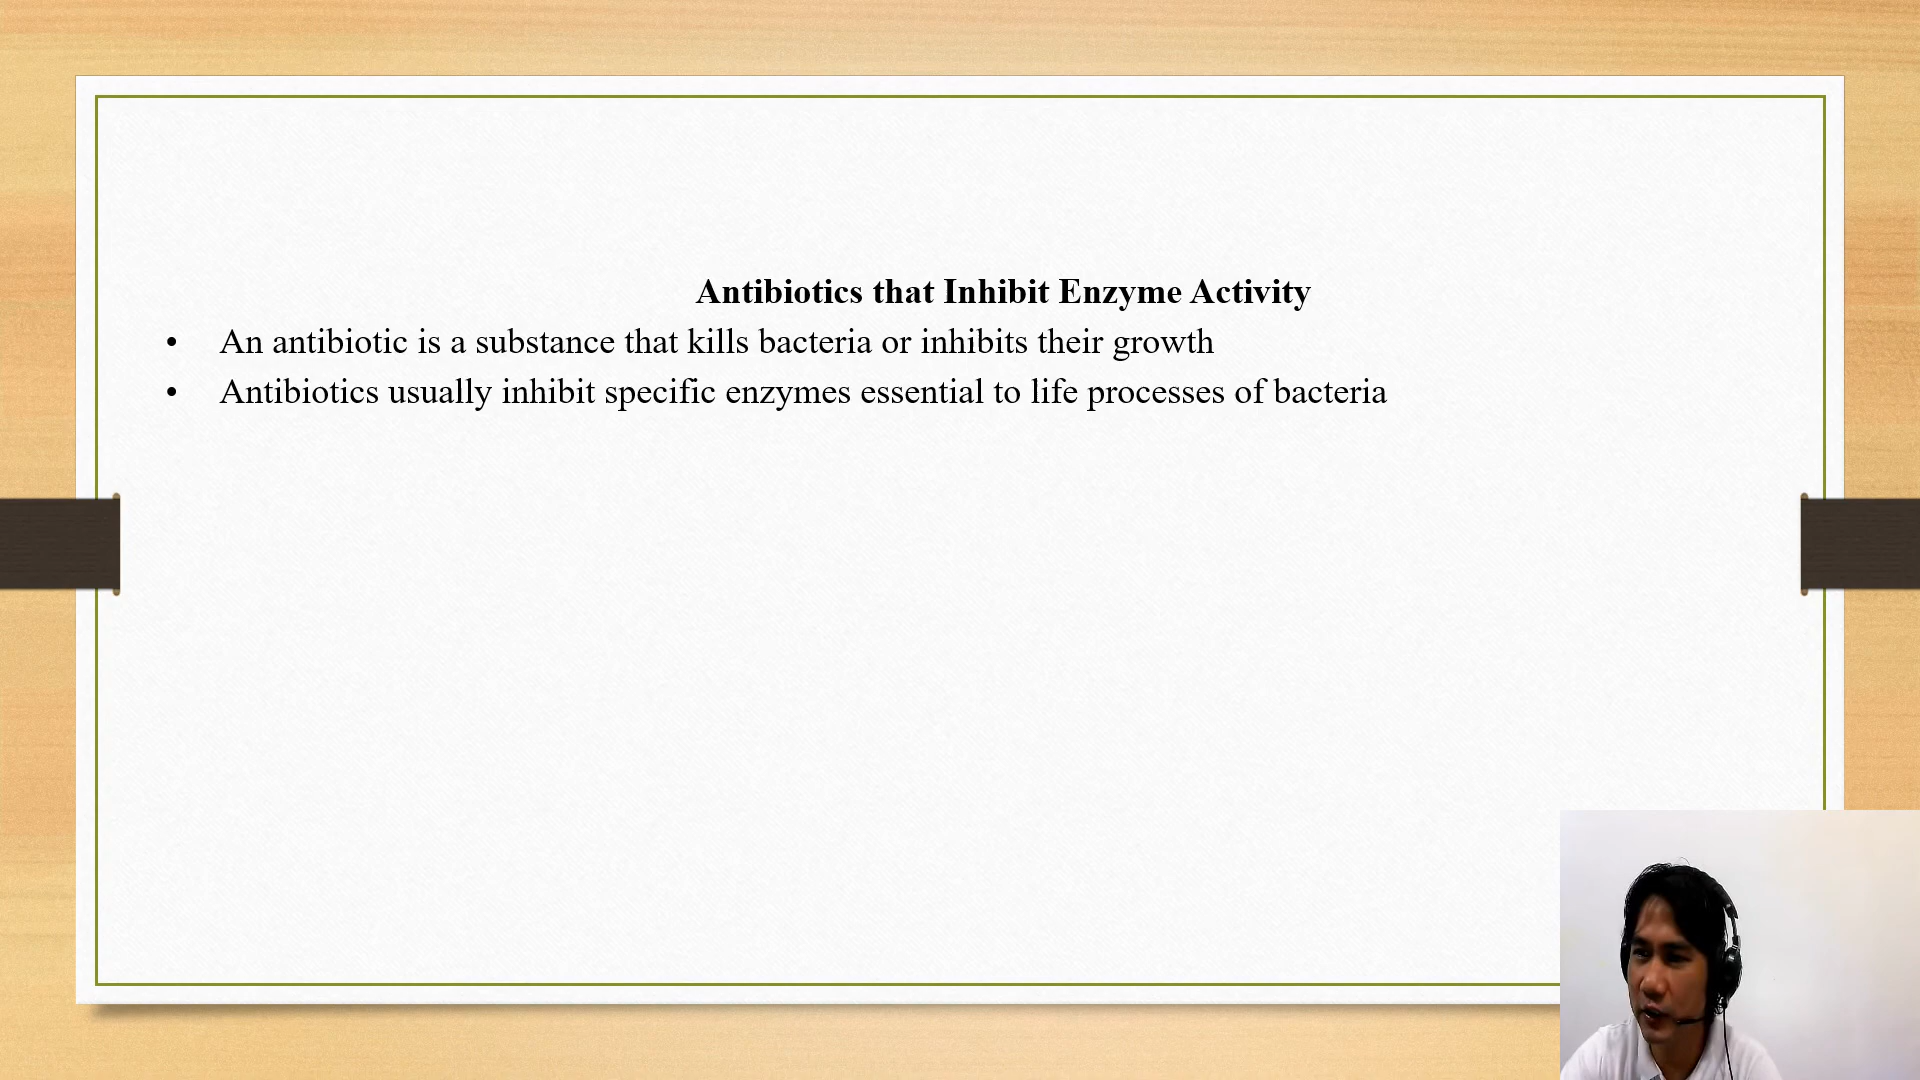 Antibiotics that Inhibit Enzyme Activity
• An antibiotic is a substance that kills bacteria or inhibits their growth
• Antibiotics usually inhibit specific enzymes essential to life processes of bacteria